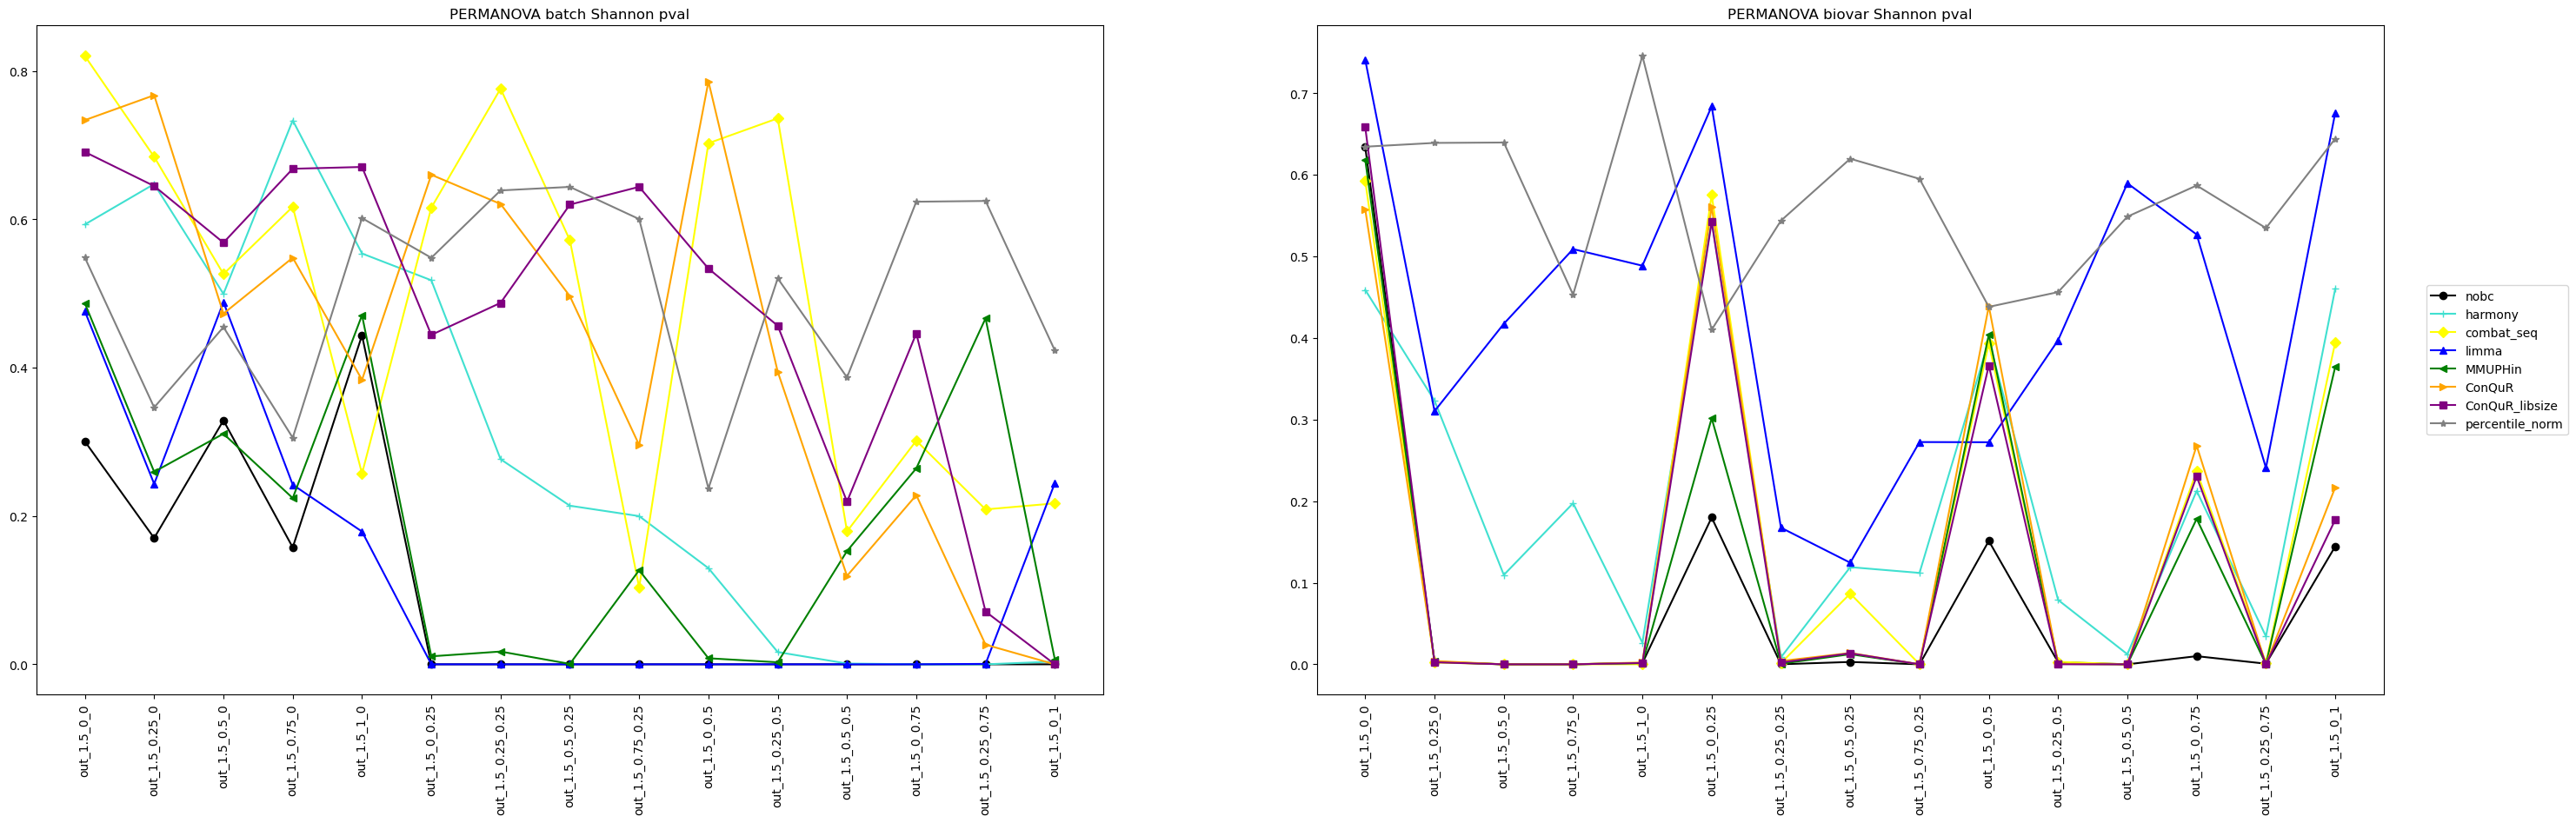 PERMANOVA batch Shannon pval
0.8
0.6
0.4
0.2
0.0
out_1.5_0_0
out_1.5_0.25_0
out_1.5_0.5_0
out_1.5_0.75_0
out_1.5_1_0
out_1.5_0_0.25
out_1.5_0.25_0.25
out_1.5_0.5_0.25
out_1.5_0.75_0.25
out_1.5_0_0.5
out_1.5_0.25_0.5
out_1.5_0.5_0.5
out_1.5_0_0.75
out_1.5_0.25_0.75
out_1.5_0_1
PERMANOVA biovar Shannon pval
0.7
0.6
0.5
0.4
0.3
0.2
0.1
0.0
out_1.5_0_0
out_1.5_0.25_0
out_1.5_0.5_0
out_1.5_0.75_0
out_1.5_1_0
out_1.5_0_0.25
out_1.5_0.25_0.25
out_1.5_0.5_0.25
out_1.5_0.75_0.25
out_1.5_0_0.5
out_1.5_0.25_0.5
out_1.5_0.5_0.5
out_1.5_0_0.75
out_1.5_0.25_0.75
out_1.5_0_1
nobc
harmony
combat_seq
limma
MMUPHin
ConQuR
ConQuR_libsize
percentile_norm